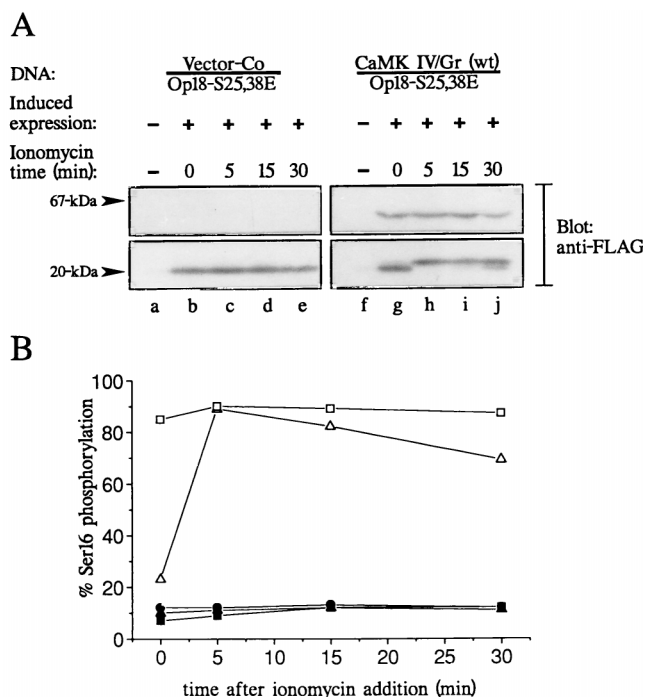 A
DNA: Vector-Co CaMK IV/Gr (wt)
Op18-S25,38E Op18-S25,38E
Induced
expression: - + + + + - + + + +
Ionomycin
time (min): - 0 5 15 30 - 0 5 15 30
67-kDa
20-kDa
Blot:
anti-FLAG
a b c d e f g h i j
B
% Ser16 phosphorylation
100
80
60
40
20
0
0 5 10 15 20 25 30
time after ionomycin addition (min)